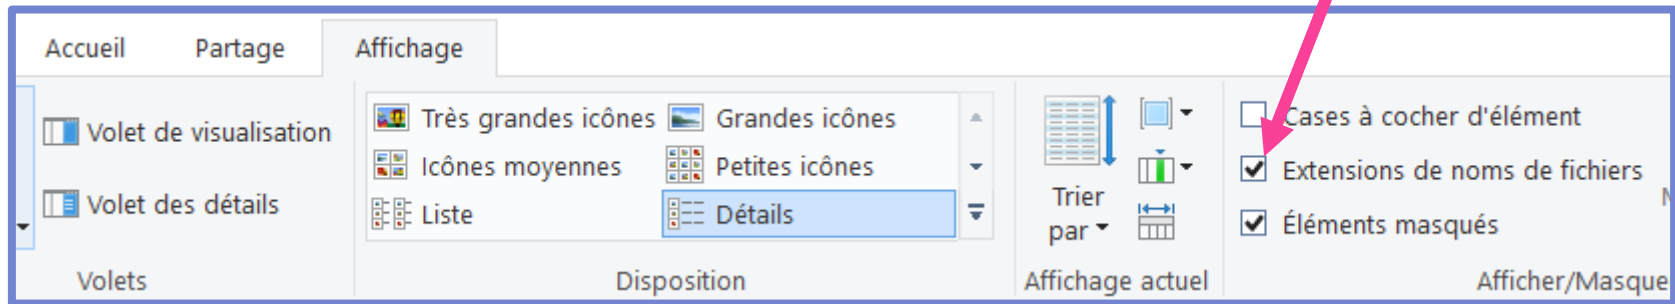 Accueil Partage Affichage
Volet de visualisation
Volet des détails
Volets
Très grandes icônes Grandes icônes
Icônes moyennes Petites icônes
Liste Détails
Disposition
Trier
par
Affichage actuel
Cases à cocher d'élément
Extensions de noms de fichiers
Éléments masqués
Afficher/Masque